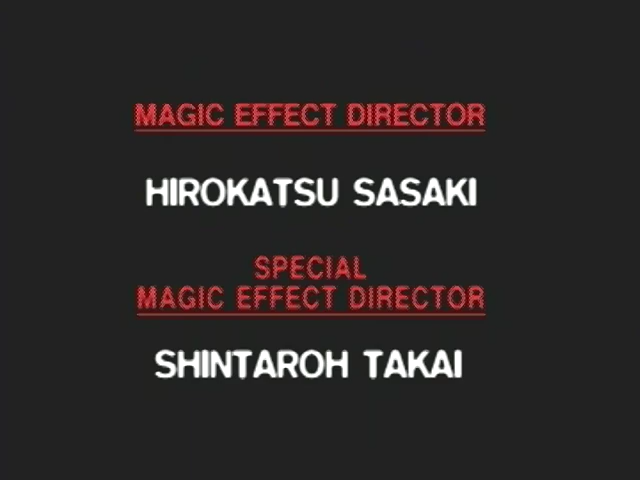 MAGIC EFFECT DIRECTOR
HIROKATSU SASAKI
SPECIAL
MAGIC EFFECT DIRECTOR
SHINTAROH TAKAI